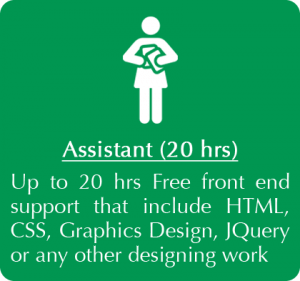 Assistant (20 hrs)
Up to 20 hrs Free front end
support that include HTML,
CSS, Graphics Design, JQuery
or any other designing work